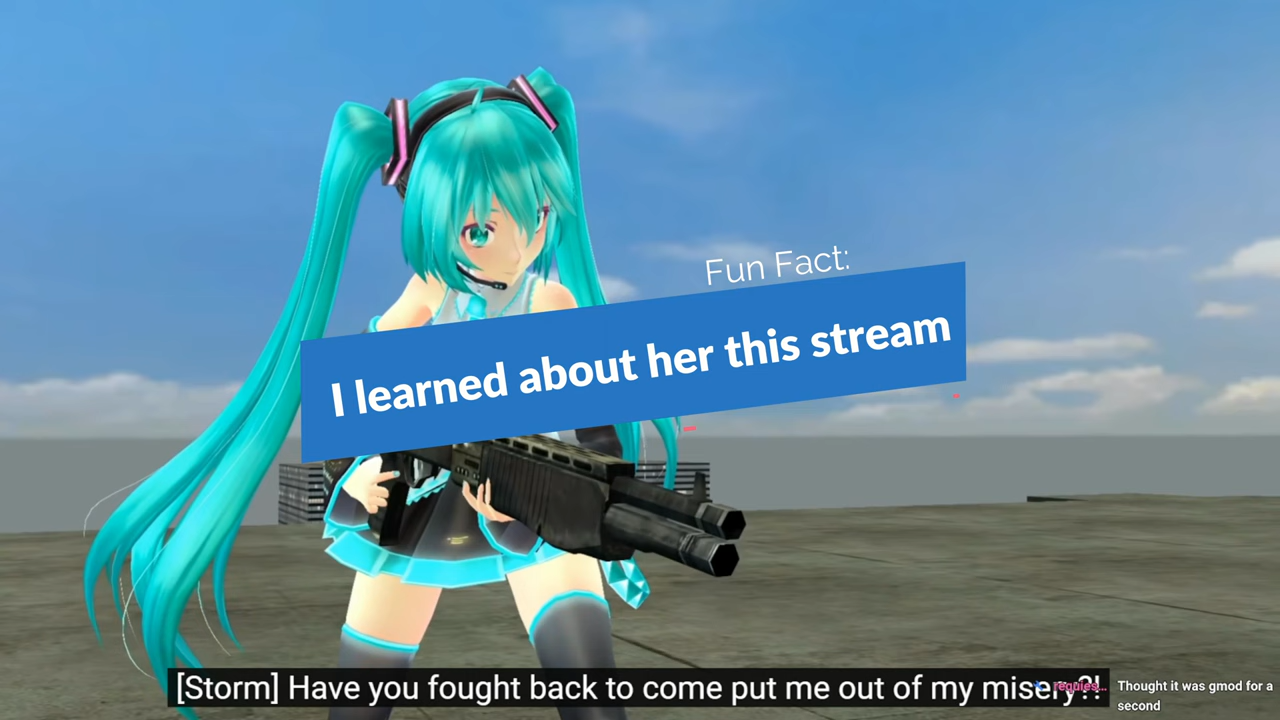 Fun Fact:
I learned about her this stream
[Storm] Have you fought back to come put me out of my misery?!
Thought it was gmod for a
second